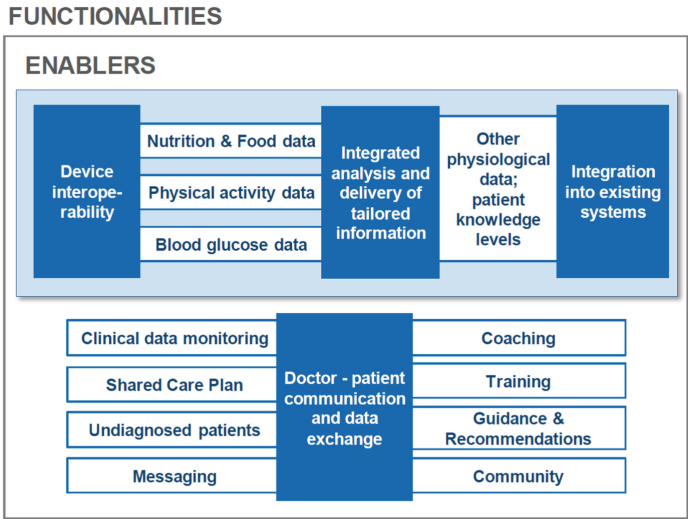 FUNCTIONALITIES
ENABLERS
Device
interope-
rability
Nutrition & Food data
Physical activity data
Blood glucose data
Integrated
analysis and
delivery of
tailored
information
Other
physiological
data;
patient
knowledge
levels
Integration
into existing
systems
Clinical data monitoring
Shared Care Plan
Undiagnosed patients
Messaging
Doctor - patient
communication
and data
exchange
Coaching
Training
Guidance &
Recommendations
Community